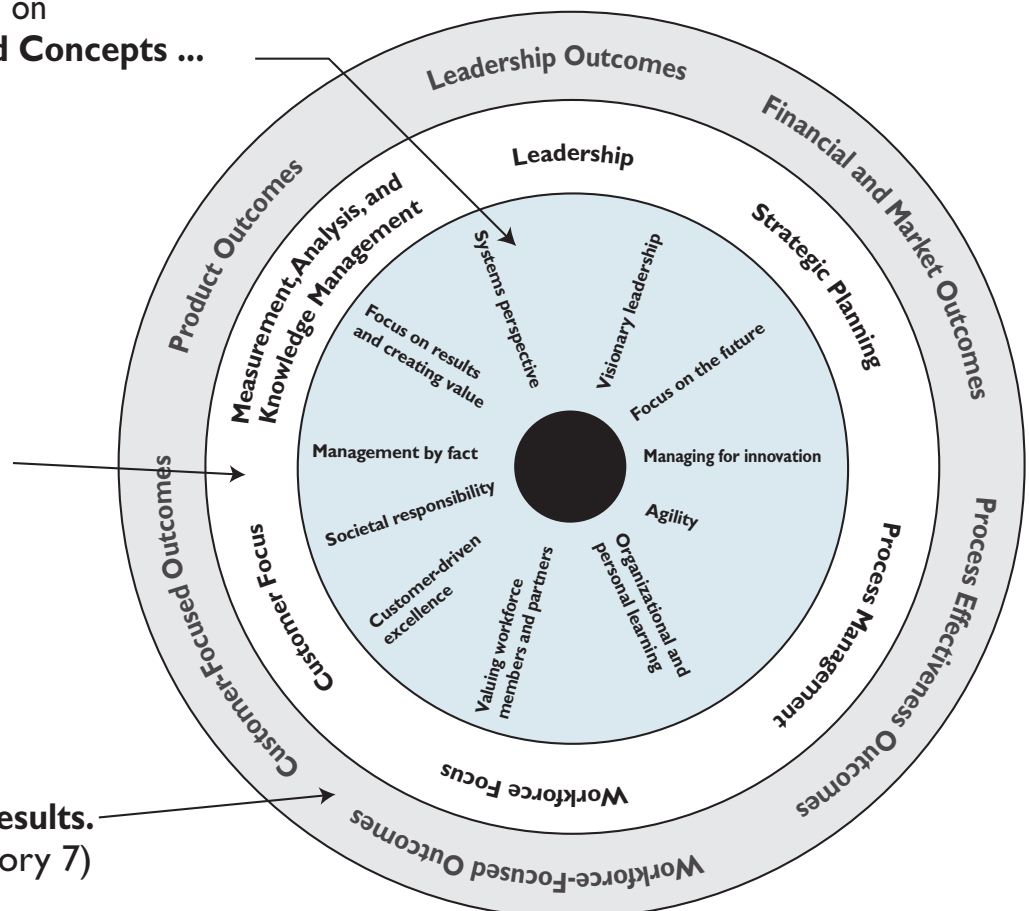 on
d Concepts ...
Leadership Outcomes
Financial and Market Outcomes
Process Effectiveness Outcomes
Workforce-Focused Outcomes
Customer-Focused Outcomes
Product Outcomes
Leadership
Strategic Planning
Process Management
Workforce Focus
Customer Focus
Measurement, Analysis, and
Knowledge Management
Systems perspective
Visionary leadership
Focus on the future
Managing for innovation
Agility
Organizational and
personal learning
Valuing workforce
members and partners
Customer-driven
excellence
Societal responsibility
Management by fact
Focus on results
and creating value
esults.
ory 7)